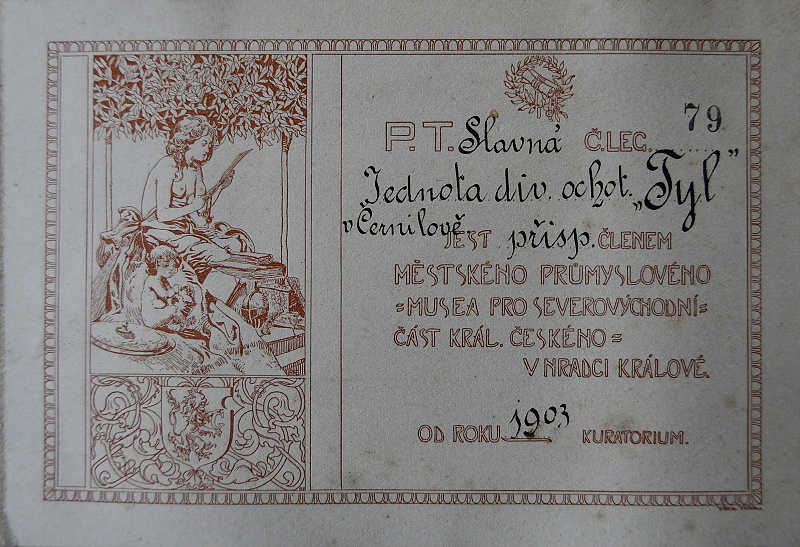 P.T. Slavná Č.LEG. 79
Jednota div. ochot. „Tyl”
v Černilově.
JEST přisp. ČLENEM
MĚSTSKÉHO PRŮMYSLOVÉHO
=MUSEA PRO SEVEROVÝCHODNÍ=
ČÁST KRÁL. ČESKÉHO=
V HRADCI KRÁLOVÉ.
OD ROKU 1903 KURATORIUM.